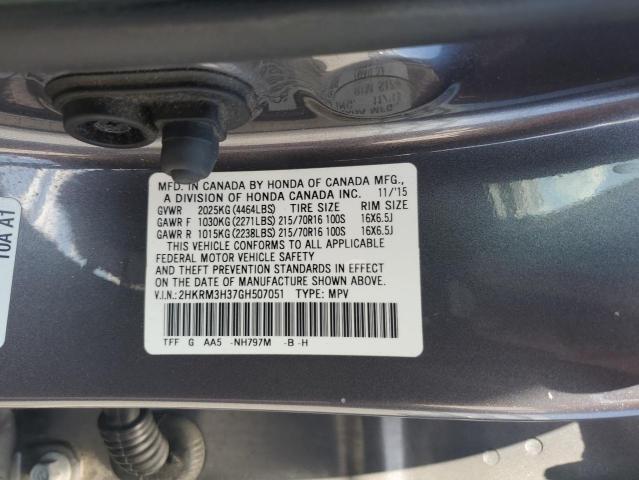 MFD. IN CANADA BY HONDA OF CANADA MFG.,
A DIVISION OF HONDA CANADA INC. 11/'15
GVWR 2025KG (4464LBS) TIRE SIZE RIM SIZE
GAWR F 1030KG (2271LBS) 215/70R16 100S 16X6.5J
GAWR R 1015KG (2238LBS) 215/70R16 100S 16X6.5J
THIS VEHICLE CONFORMS TO ALL APPLICABLE
FEDERAL MOTOR VEHICLE SAFETY
AND THEFT PREVENTION STANDARDS IN EFFECT
ON THE DATE OF MANUFACTURE SHOWN ABOVE.
V.I.N.: 2HKRM3H37GH507051 TYPE: MPV
TFF G AA5 -NH797M -B -H
10A A1